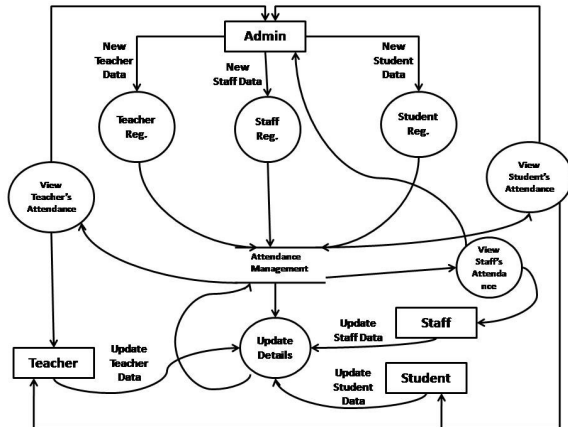 Admin
New
Teacher
Data
New
Staff Data
New
Student
Data
Teacher
Reg.
Staff
Reg.
Student
Reg.
View
Teacher's
Attendance
View
Student's
Attendance
Attendance
Management
View
Staff's
Attenda
nce
Update
Staff Data
Staff
Teacher
Update
Teacher
Data
Update
Details
Update
Student
Data
Student